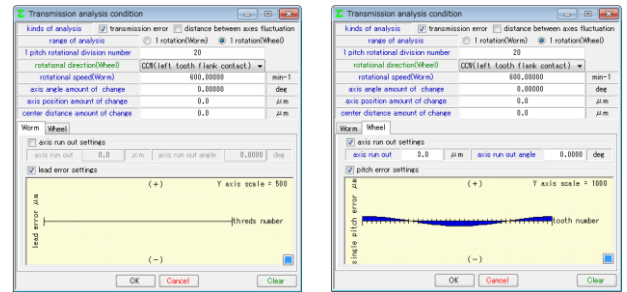 Transmission analysis condition
kinds of analysis transmission error distance between axes fluctuation
range of analysis 1 rotation(Worm) 1 rotation(Wheel)
1 pitch rotational division number 20
rotational direction(Wheel) CCW(left tooth flank contact)
rotational speed(Worm) 600.00000 min-1
axis angle amount of change 0.00000 deg
axis position amount of change 0.0 μm
center distance amount of change 0.0 μm
Worm Wheel
axis run out settings
axis run out 0.0 μm axis run out angle 0.0000 deg
lead error settings
(+) Y axis scale = 500
lead error μm
threds number
(-)
OK Cancel Clear
Transmission analysis condition
kinds of analysis transmission error distance between axes fluctuation
range of analysis 1 rotation(Worm) 1 rotation(Wheel)
1 pitch rotational division number 20
rotational direction(Wheel) CCW(left tooth flank contact)
rotational speed(Worm) 600.00000 min-1
axis angle amount of change 0.00000 deg
axis position amount of change 0.0 μm
center distance amount of change 0.0 μm
Worm Wheel
axis run out settings
axis run out 3.0 μm axis run out angle 0.0000 deg
pitch error settings
(+) Y axis scale = 1000
single pitch error μm
tooth number
(-)
OK Cancel Clear